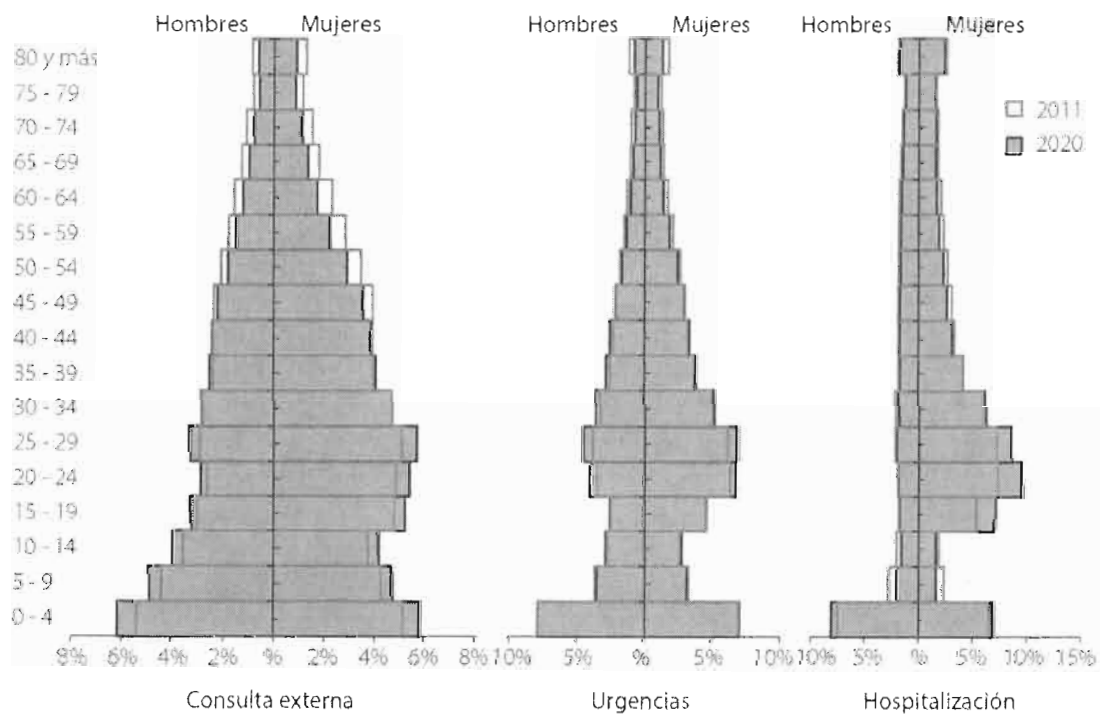 Hombres Mujeres Hombres Mujeres Hombres Mujeres
80 y más
75 - 79
70 - 74
65 - 69
60 - 64
55 - 59
50 - 54
45 - 49
40 - 44
35 - 39
30 - 34
25 - 29
20 - 24
15 - 19
10 - 14
5 - 9
0 - 4
2011
2020
8% 6% 4% 2% % 2% 4% 6% 8% 10% 5% % 5% 10% 10% 5% % 5% 10% 15%
Consulta externa Urgencias Hospitalización